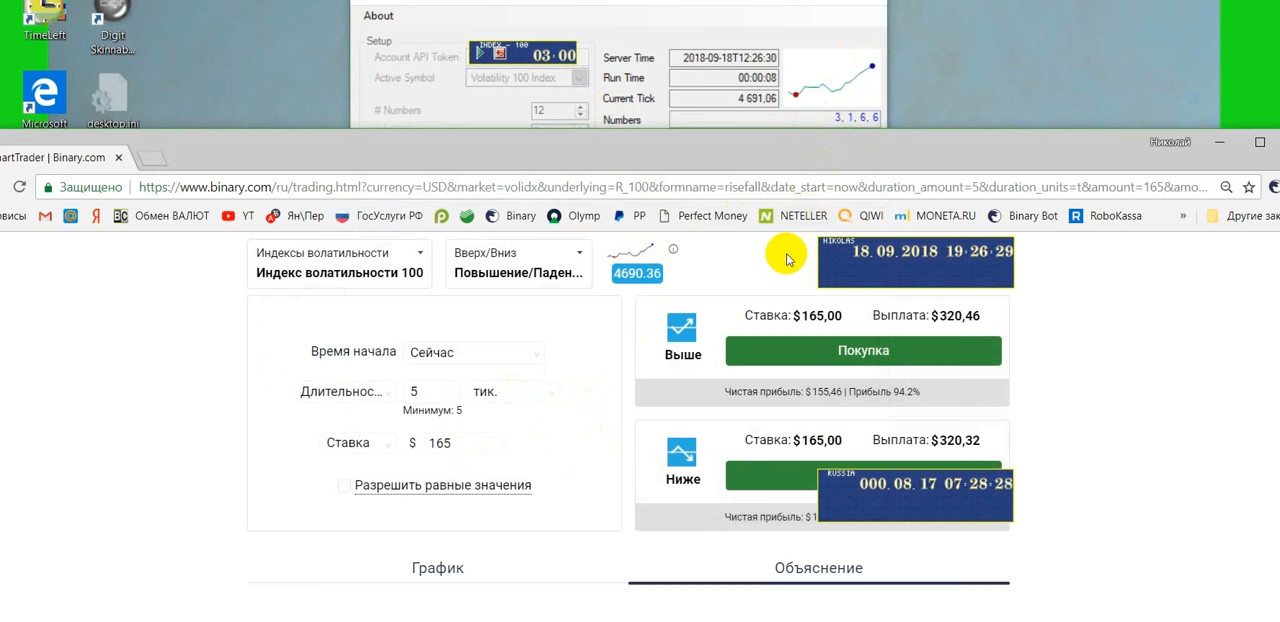 TimeLeft
Digit
Skinnab...
Microsoft
desktop.ini
About
Setup
Account API Token
INDEX - 100
03:00
Active Symbol
Volatility 100 Index
# Numbers
12
Server Time
2018-09-18T12:26:30
Run Time
00:00:08
Current Tick
4 691,06
Numbers
3, 1, 6, 6
Николай
artTrader | Binary.com
Защищено
https://www.binary.com/ru/trading.html?currency=USD&market=volidx&underlying=R_100&formname=risefall&date_start=now&duration_amount=5&duration_units=t&amount=165&amo...
рвисы
Обмен ВАЛЮТ
YT
Ян\Пер
ГосУслуги РФ
Binary
Olymp
PP
Perfect Money
NETELLER
QIWI
MONETA.RU
Binary Bot
RoboKassa
»
Другие зак
Индексы волатильности
Индекс волатильности 100
Вверх/Вниз
Повышение/Паден...
4690.36
NIKOLAS
18.09.2018 19:26:29
Время начала
Сейчас
Длительнос...
5
тик.
Минимум: 5
Ставка
$
165
Разрешить равные значения
Выше
Ставка: $165,00
Выплата: $320,46
Покупка
Чистая прибыль: $155,46 | Прибыль 94.2%
Ниже
Ставка: $165,00
Выплата: $320,32
RUSSIA
000.08.17 07:28:28
Чистая прибыль: $1
График
Объяснение